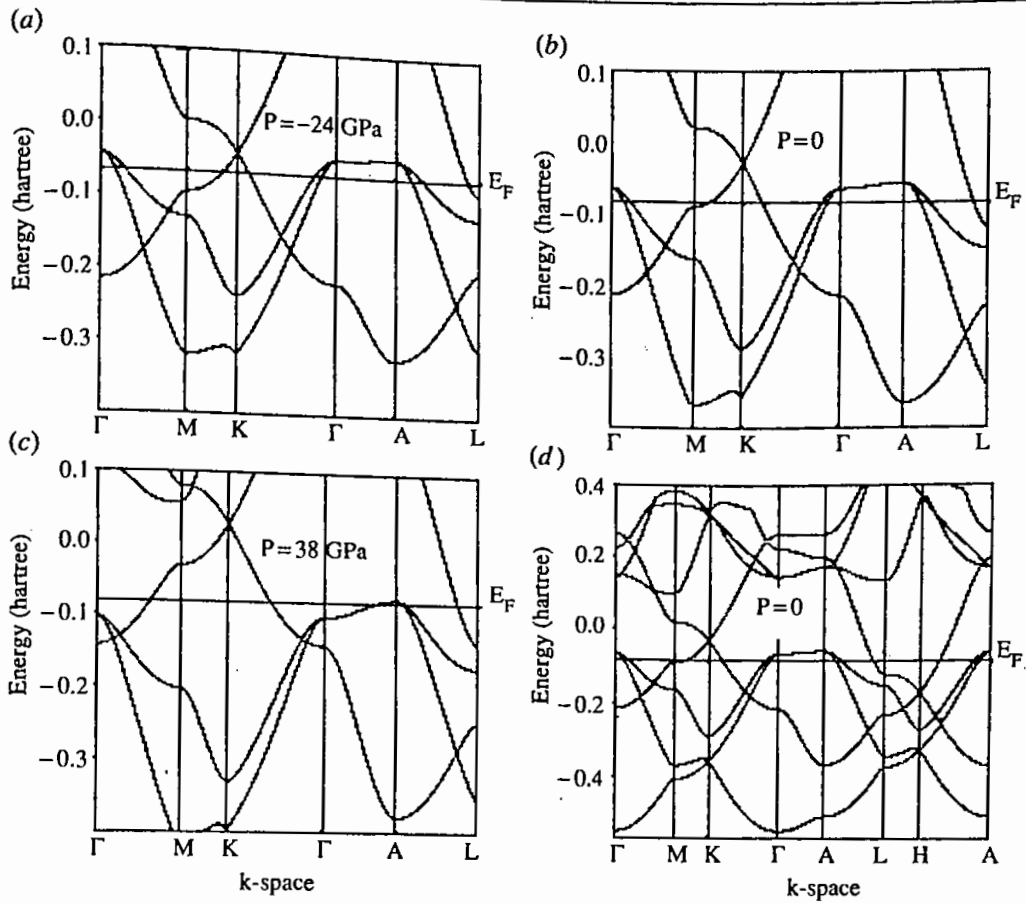 (a)
Energy (hartree)
0.1
0.0
−0.1
−0.2
−0.3
P=−24 GPa
E_F
Γ M K Γ A L
(b)
Energy (hartree)
0.1
0.0
−0.1
−0.2
−0.3
P=0
E_F
Γ M K Γ A L
(c)
Energy (hartree)
0.1
0.0
−0.1
−0.2
−0.3
P=38 GPa
E_F
Γ M K Γ A L
k-space
(d)
Energy (hartree)
0.4
0.2
0.0
−0.2
−0.4
P=0
E_F.
Γ M K Γ A L H A
k-space